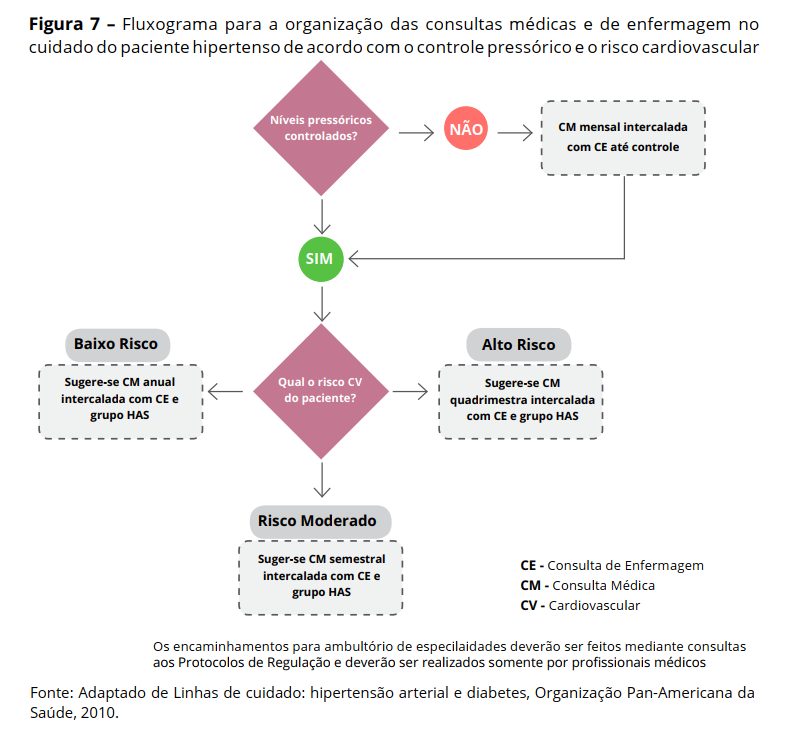 Figura 7 – Fluxograma para a organização das consultas médicas e de enfermagem no
cuidado do paciente hipertenso de acordo com o controle pressórico e o risco cardiovascular
Níveis pressóricos
controlados?
NÃO
CM mensal intercalada
com CE até controle
SIM
Baixo Risco
Sugere-se CM anual
intercalada com CE e
grupo HAS
Qual o risco CV
do paciente?
Alto Risco
Sugere-se CM
quadrimestra intercalada
com CE e grupo HAS
Risco Moderado
Suger-se CM semestral
intercalada com CE e
grupo HAS
CE - Consulta de Enfermagem
CM - Consulta Médica
CV - Cardiovascular
Os encaminhamentos para ambultório de especilaidades deverão ser feitos mediante consultas
aos Protocolos de Regulação e deverão ser realizados somente por profissionais médicos
Fonte: Adaptado de Linhas de cuidado: hipertensão arterial e diabetes, Organização Pan-Americana da
Saúde, 2010.